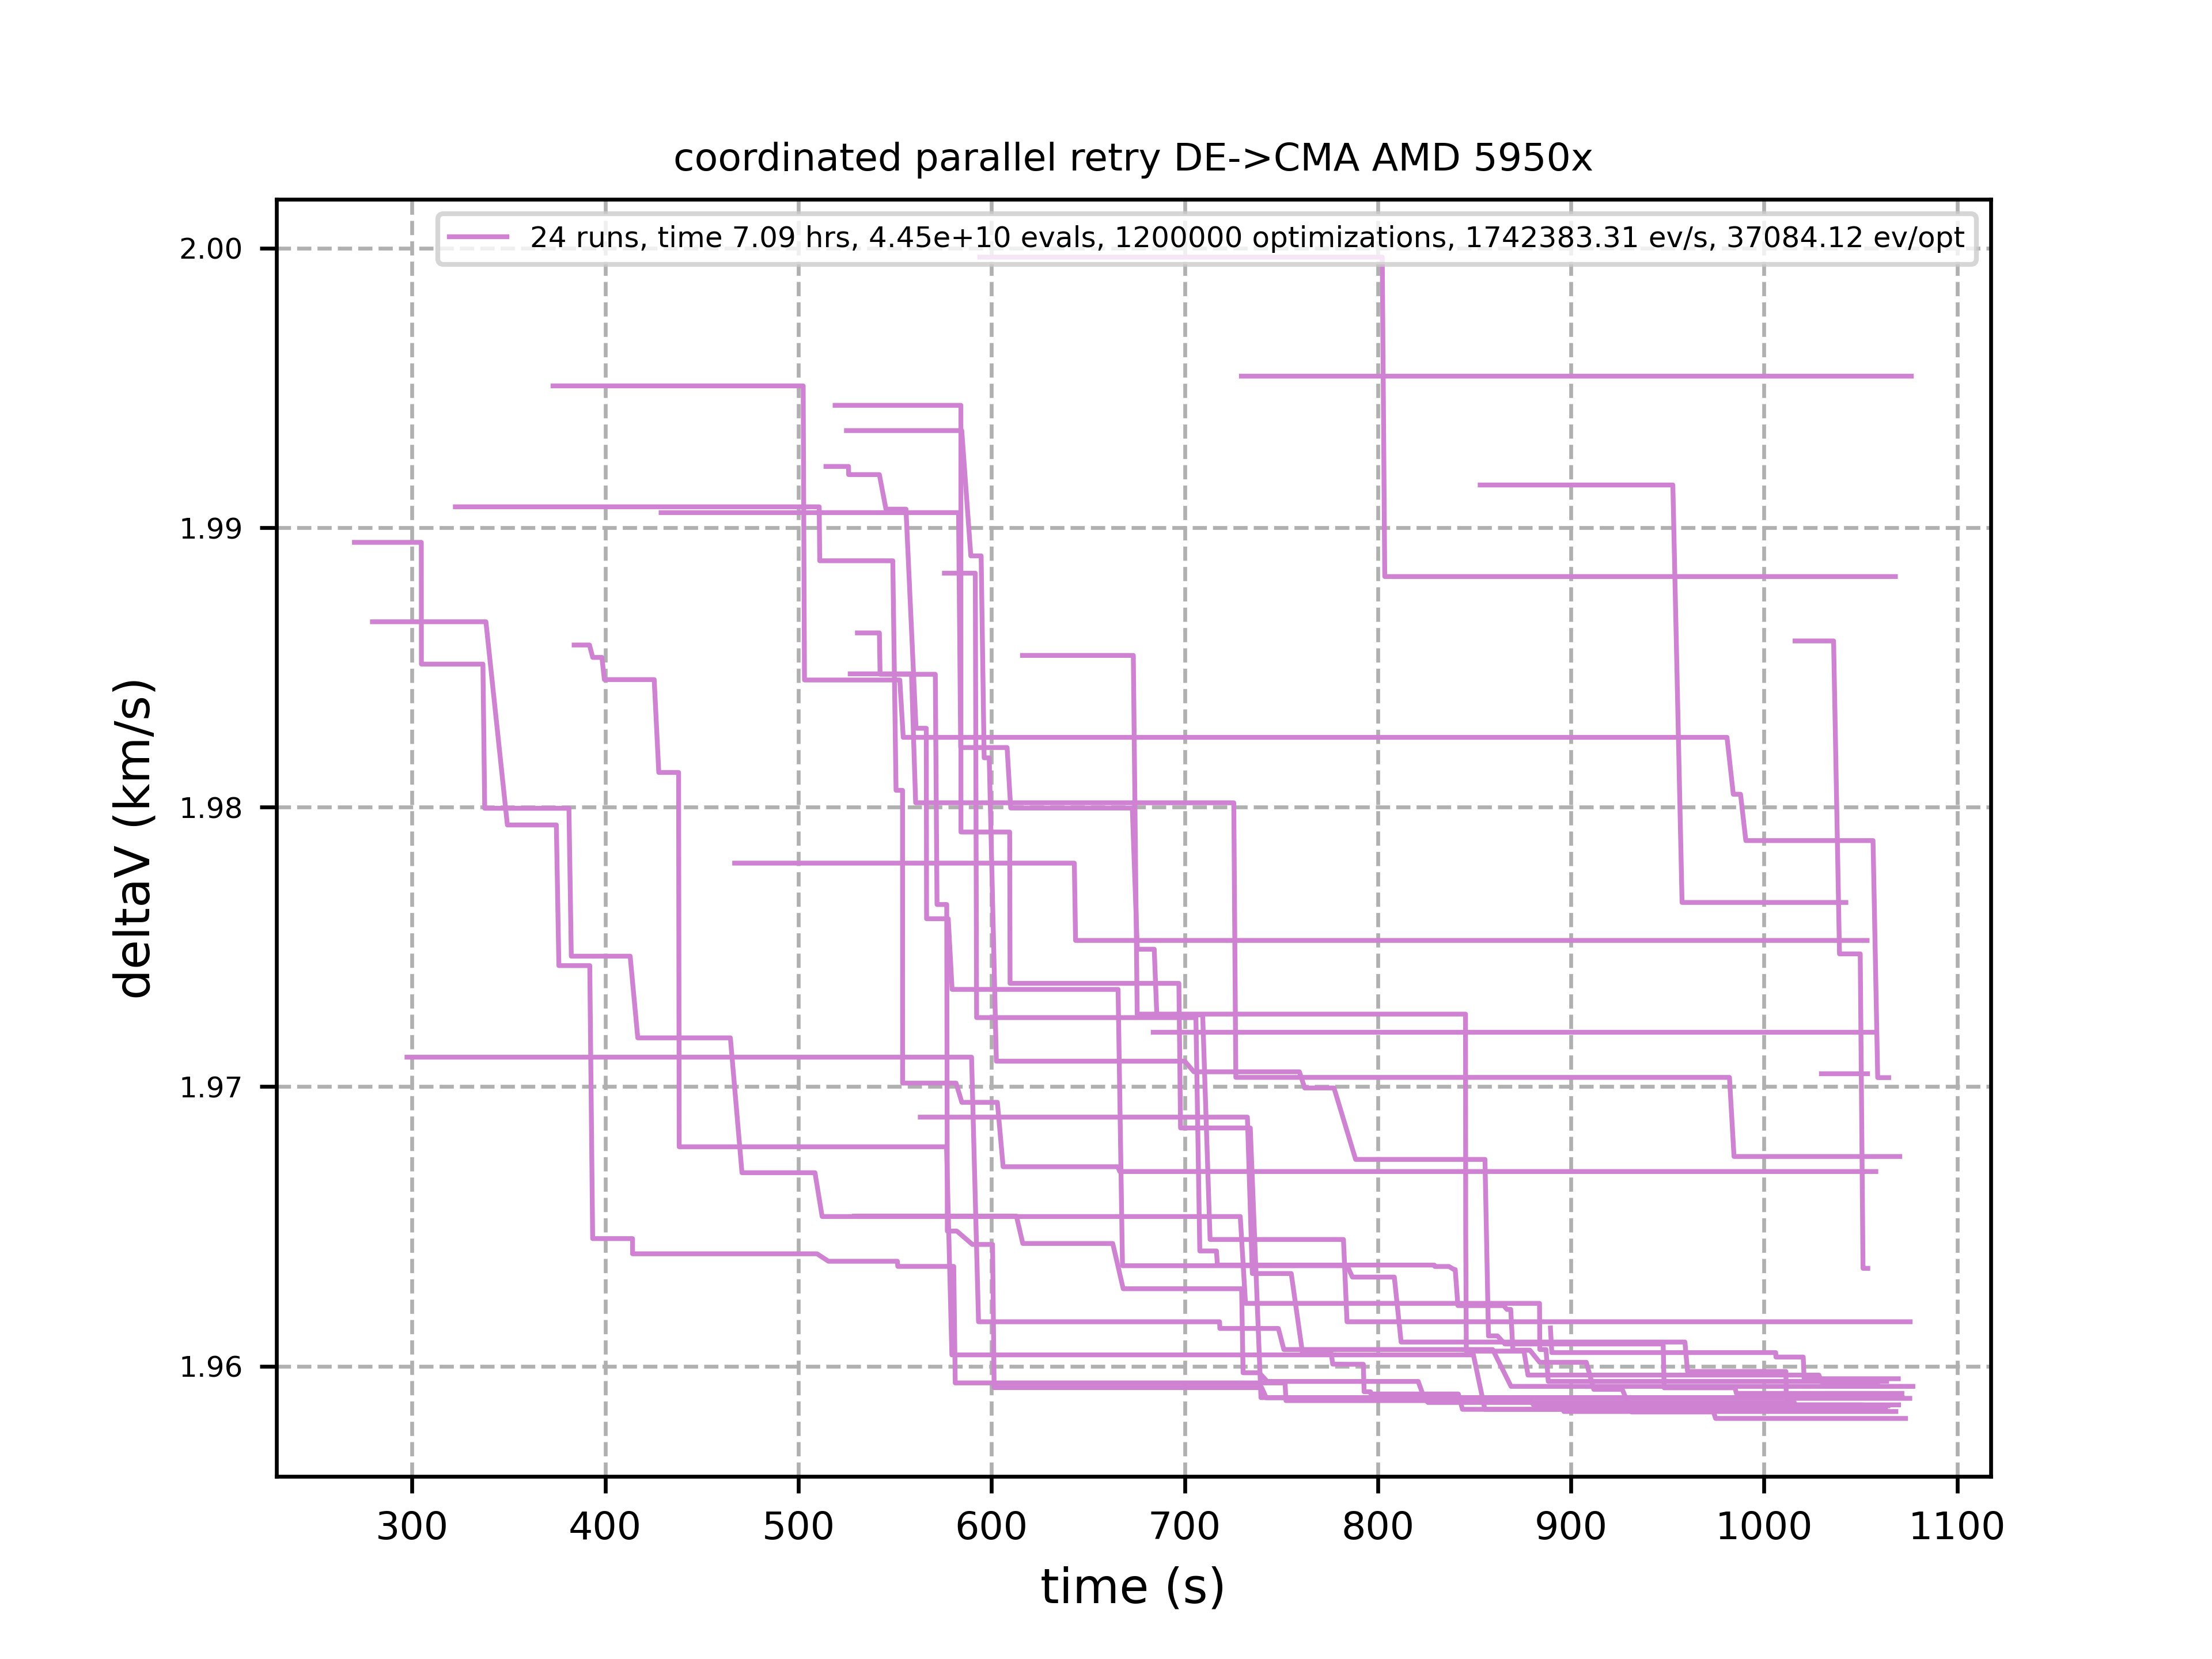 coordinated parallel retry DE->CMA AMD 5950x
24 runs, time 7.09 hrs, 4.45e+10 evals, 1200000 optimizations, 1742383.31 ev/s, 37084.12 ev/opt
deltaV (km/s)
2.00
1.99
1.98
1.97
1.96
300 400 500 600 700 800 900 1000 1100
time (s)